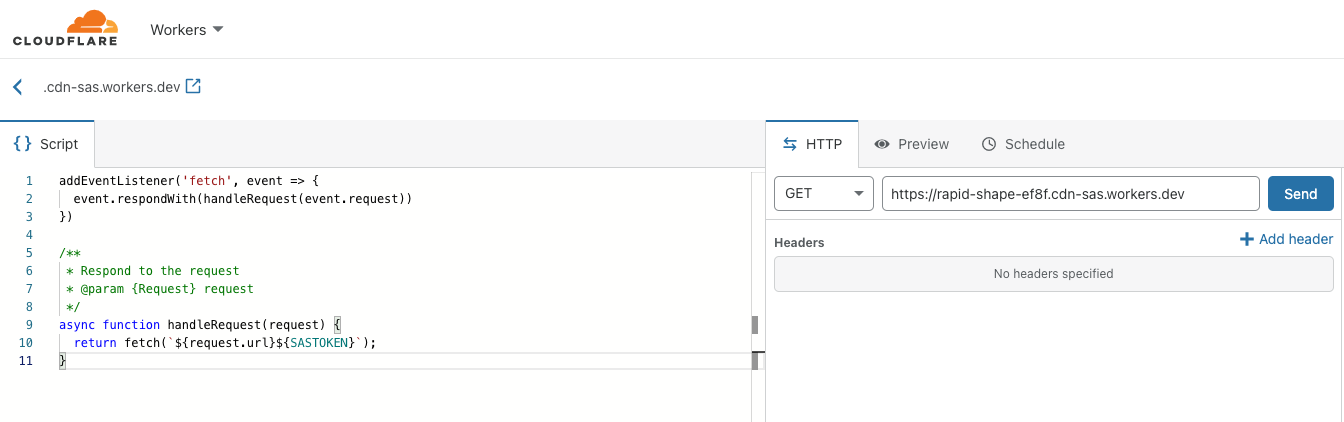 CLOUDFLARE
Workers
.cdn-sas.workers.dev
{ } Script
1 addEventListener('fetch', event => {
2 event.respondWith(handleRequest(event.request))
3 })
4
5 /**
6 * Respond to the request
7 * @param {Request} request
8 */
9 async function handleRequest(request) {
10 return fetch(`${request.url}${SASTOKEN}`);
11 }
HTTP Preview Schedule
GET https://rapid-shape-ef8f.cdn-sas.workers.dev Send
Headers + Add header
No headers specified